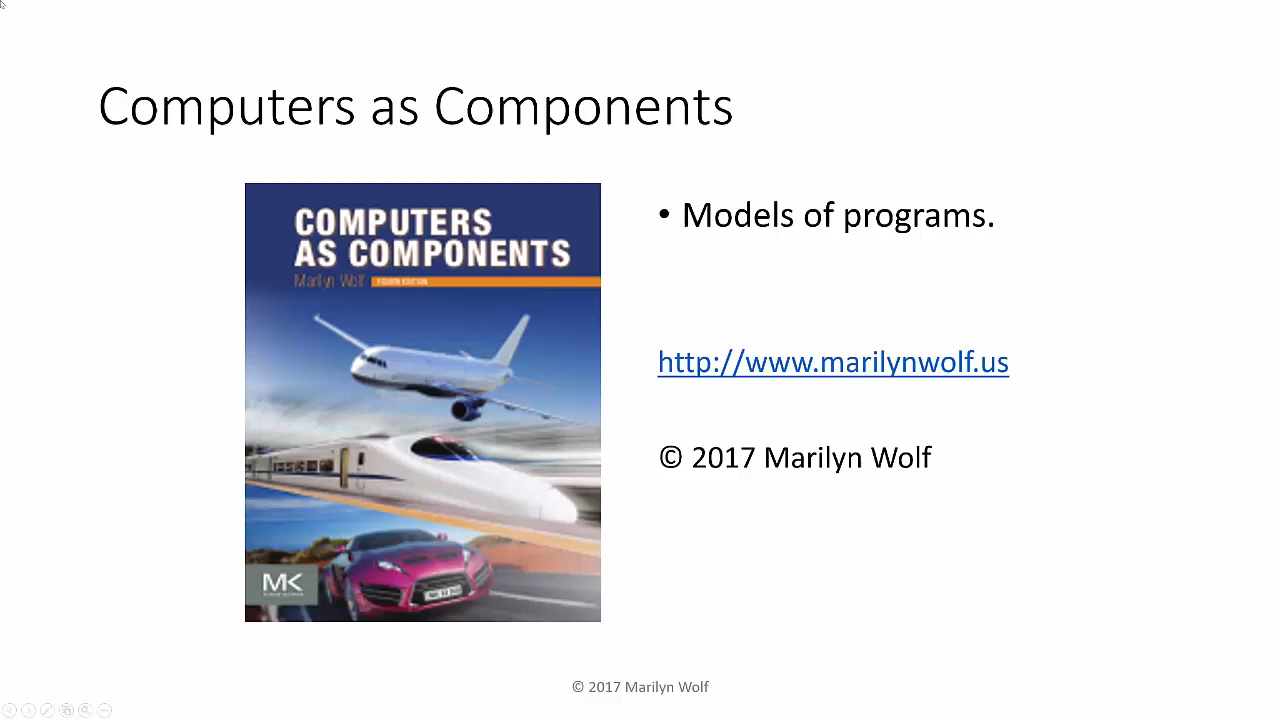 Computers as Components
COMPUTERS
AS COMPONENTS
Marilyn Wolf FOURTH EDITION
MK
• Models of programs.
http://www.marilynwolf.us
© 2017 Marilyn Wolf
© 2017 Marilyn Wolf